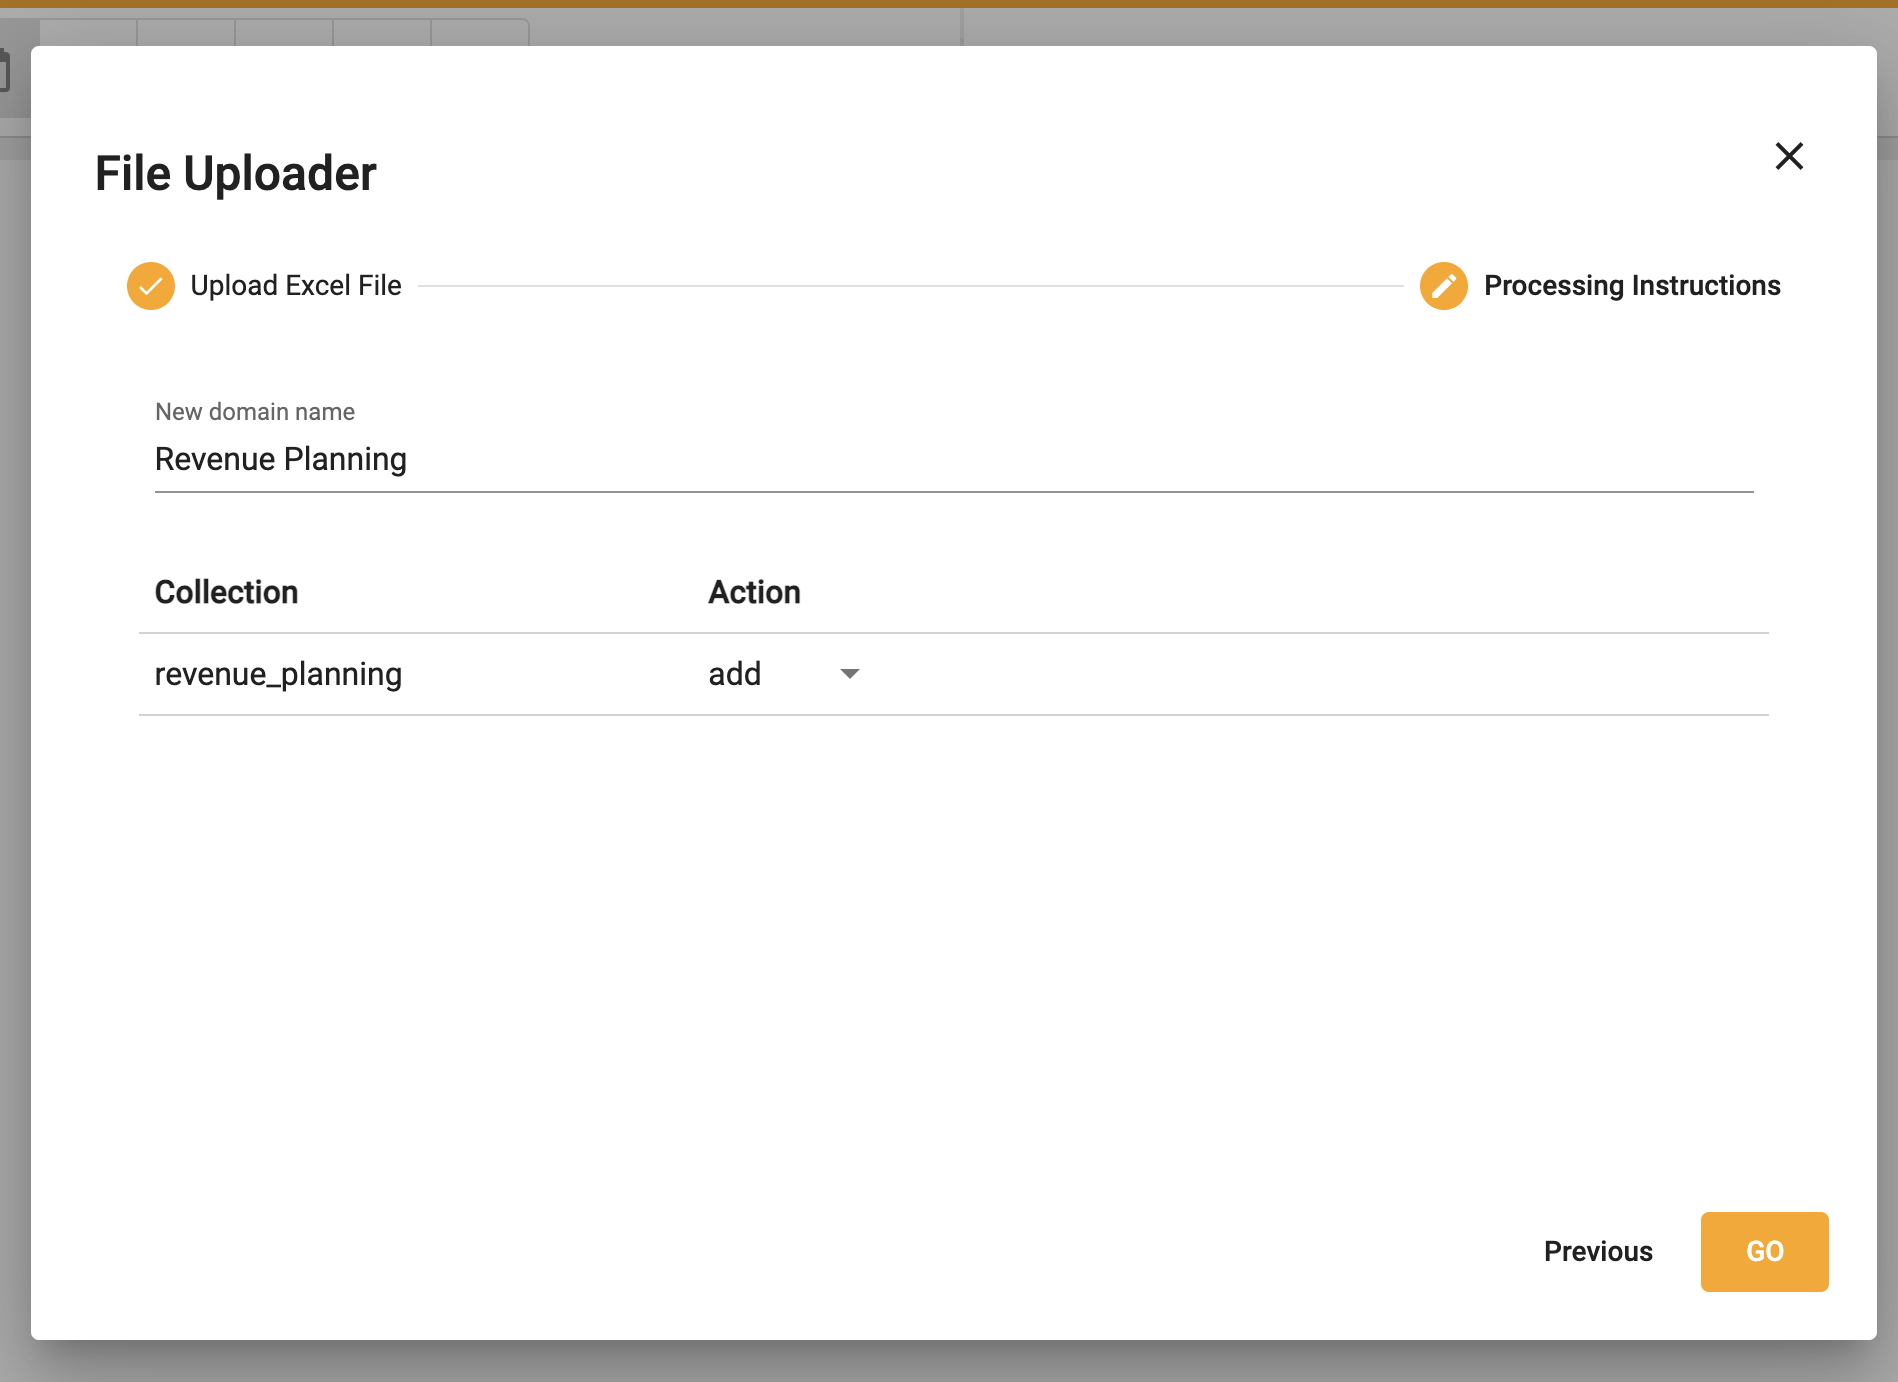 File Uploader
Upload Excel File
Processing Instructions
New domain name
Revenue Planning
Collection Action
revenue_planning add
Previous GO